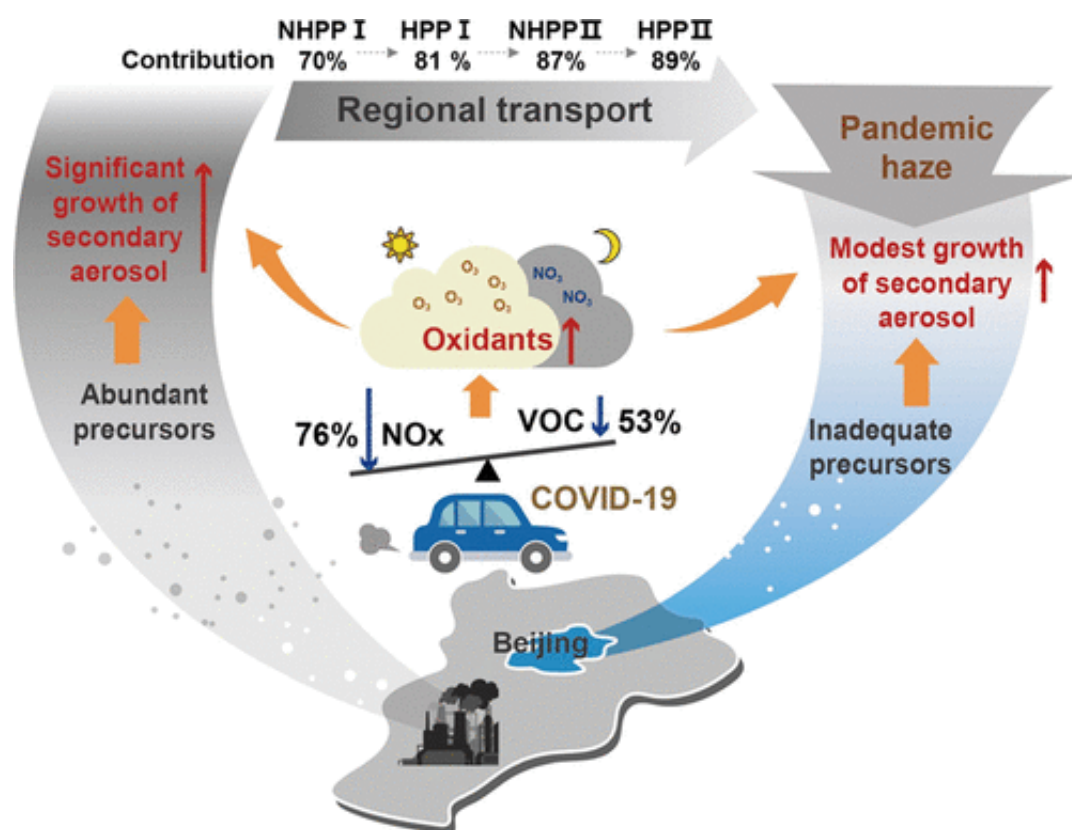 NHPP I HPP I NHPP II HPP II
Contribution 70% 81 % 87% 89%
Regional transport
Pandemic
haze
Significant
growth of
secondary
aerosol
Modest growth
of secondary
aerosol
O₃ O₃ O₃ O₃ O₃
NO₃
NO₃
Oxidants
Abundant
precursors
76% NOx
VOC 53%
Inadequate
precursors
COVID-19
Beijing